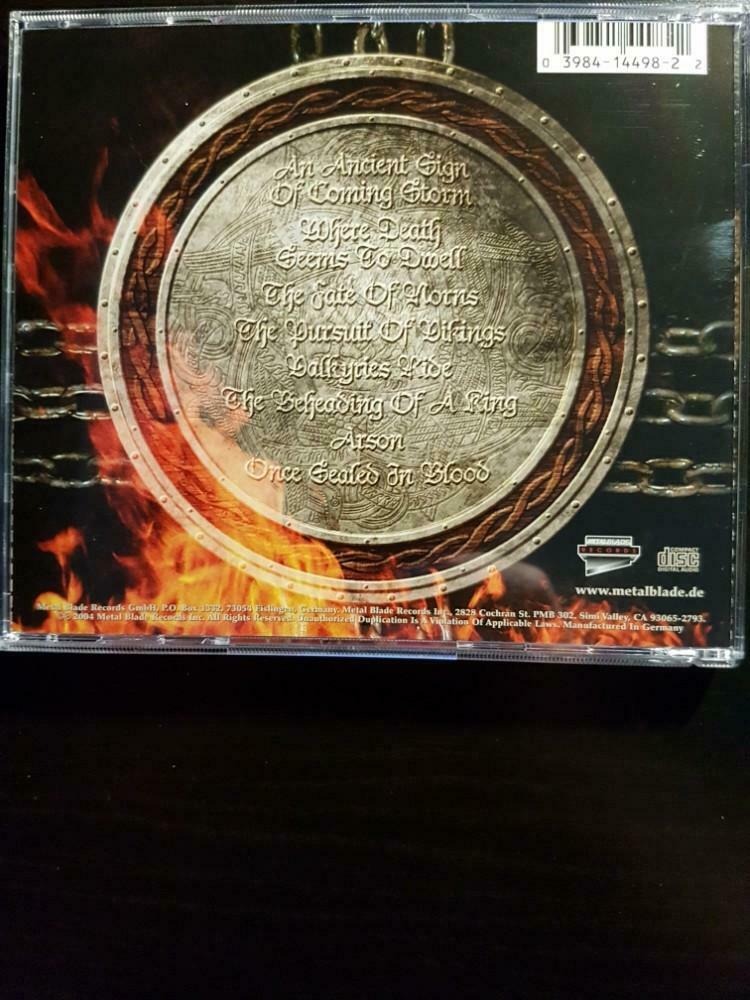 0 3984-14498-2 2
An Ancient Sign
Of Coming Storm
Where Death
Seems To Dwell
The Fate Of Norns
The Pursuit Of Vikings
Valkyries Ride
The Beheading Of A King
Arson
Once Sealed In Blood
METAL BLADE
RECORDS
COMPACT
disc
DIGITAL AUDIO
www.metalblade.de
Metal Blade Records GmbH, P.O. Box 1332, 73054 Eislingen, Germany. Metal Blade Records Inc., 2828 Cochran St. PMB 302, Simi Valley, CA 93065-2793.
℗ © 2004 Metal Blade Records Inc. All Rights Reserved. Unauthorized Duplication Is A Violation Of Applicable Laws. Manufactured In Germany